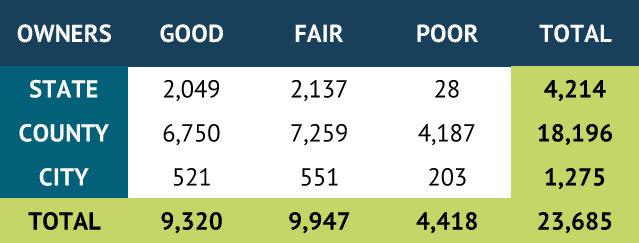 OWNERS GOOD FAIR POOR TOTAL
STATE 2,049 2,137 28 4,214
COUNTY 6,750 7,259 4,187 18,196
CITY 521 551 203 1,275
TOTAL 9,320 9,947 4,418 23,685